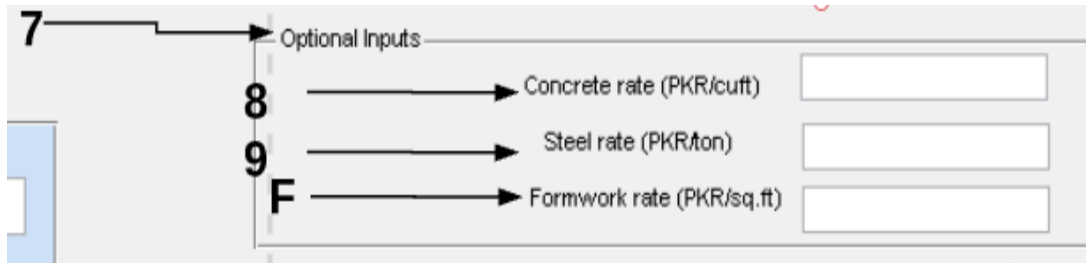 7 Optional Inputs
8 Concrete rate (PKR/cuft)
9 Steel rate (PKR/ton)
F Formwork rate (PKR/sq.ft)